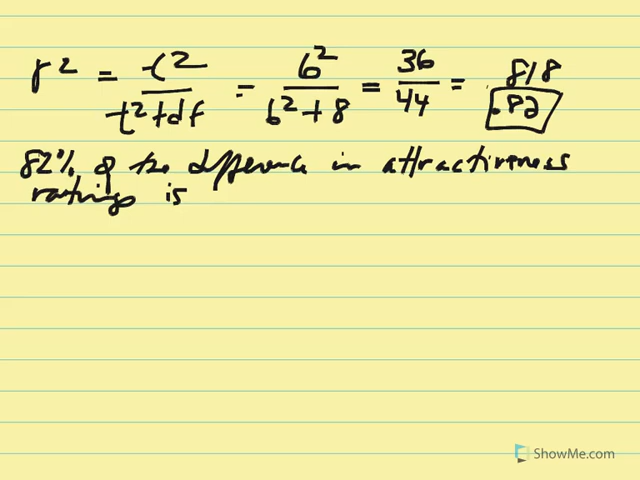 r² = t² / t²+df = 6² / 6²+8 = 36 / 44 = .818
.82
82% of the difference in attractiveness
ratings is
ShowMe.com